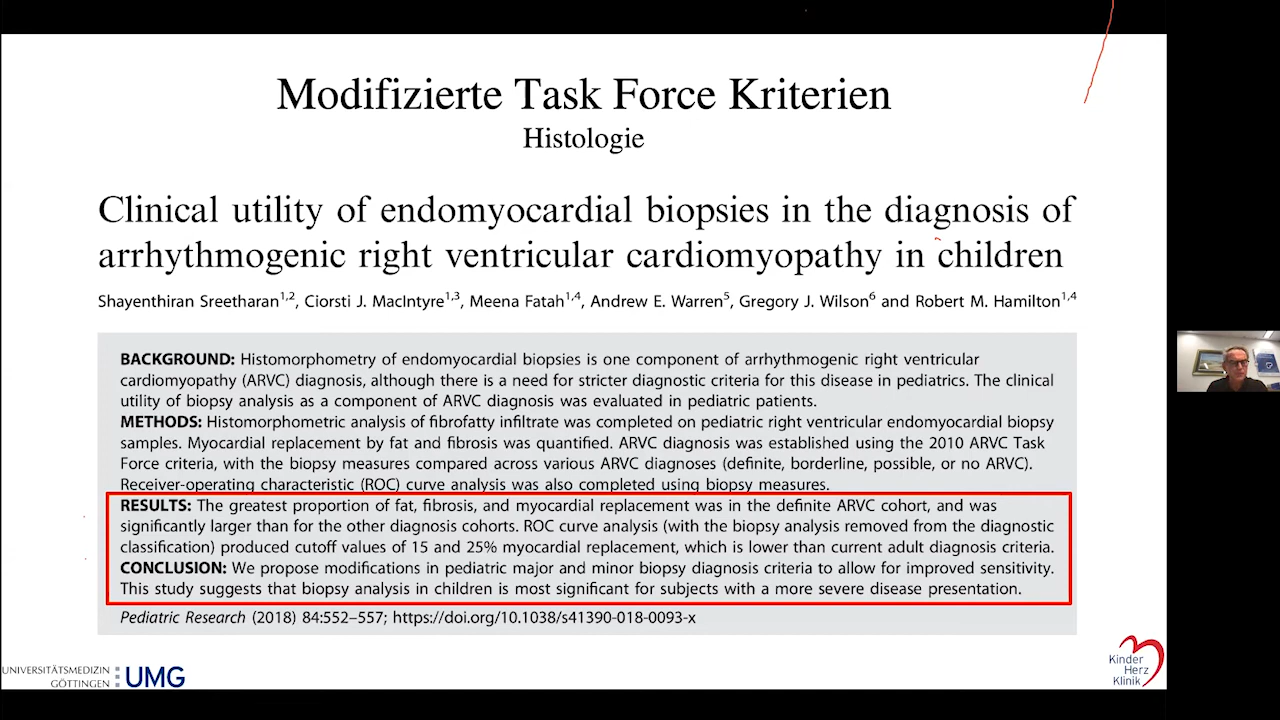 Modifizierte Task Force Kriterien
Histologie
Clinical utility of endomyocardial biopsies in the diagnosis of
arrhythmogenic right ventricular cardiomyopathy in children
Shayenthiran Sreetharan1,2, Ciorsti J. MacIntyre1,3, Meena Fatah1,4, Andrew E. Warren5, Gregory J. Wilson6 and Robert M. Hamilton1,4
BACKGROUND: Histomorphometry of endomyocardial biopsies is one component of arrhythmogenic right ventricular
cardiomyopathy (ARVC) diagnosis, although there is a need for stricter diagnostic criteria for this disease in pediatrics. The clinical
utility of biopsy analysis as a component of ARVC diagnosis was evaluated in pediatric patients.
METHODS: Histomorphometric analysis of fibrofatty infiltrate was completed on pediatric right ventricular endomyocardial biopsy
samples. Myocardial replacement by fat and fibrosis was quantified. ARVC diagnosis was established using the 2010 ARVC Task
Force criteria, with the biopsy measures compared across various ARVC diagnoses (definite, borderline, possible, or no ARVC).
Receiver-operating characteristic (ROC) curve analysis was also completed using biopsy measures.
RESULTS: The greatest proportion of fat, fibrosis, and myocardial replacement was in the definite ARVC cohort, and was
significantly larger than for the other diagnosis cohorts. ROC curve analysis (with the biopsy analysis removed from the diagnostic
classification) produced cutoff values of 15 and 25% myocardial replacement, which is lower than current adult diagnosis criteria.
CONCLUSION: We propose modifications in pediatric major and minor biopsy diagnosis criteria to allow for improved sensitivity.
This study suggests that biopsy analysis in children is most significant for subjects with a more severe disease presentation.
Pediatric Research (2018) 84:552–557; https://doi.org/10.1038/s41390-018-0093-x
UNIVERSITÄTSMEDIZIN
GÖTTINGEN
UMG
Kinder
Herz
Klinik